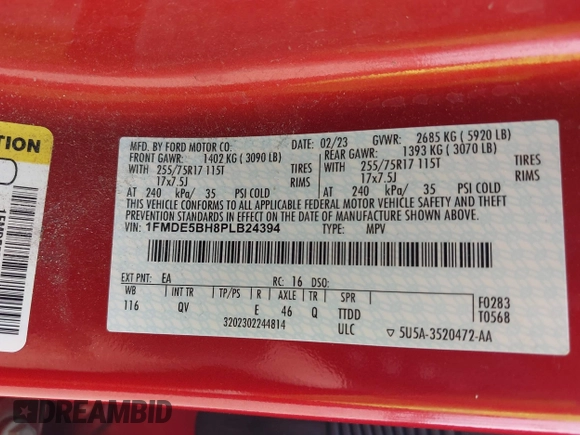 MFD. BY FORD MOTOR CO. DATE: 02/23 GVWR: 2685 KG ( 5920 LB)
FRONT GAWR: 1402 KG ( 3090 LB) REAR GAWR: 1393 KG ( 3070 LB)
WITH 255/75R17 115T TIRES WITH 255/75R17 115T TIRES
17x7.5J RIMS 17x7.5J RIMS
AT 240 kPa/ 35 PSI COLD AT 240 kPa/ 35 PSI COLD
THIS VEHICLE CONFORMS TO ALL APPLICABLE FEDERAL MOTOR VEHICLE
SAFETY AND THEFT PREVENTION STANDARDS IN EFFECT ON THE DATE OF
MANUFACTURE SHOWN ABOVE.
VIN: 1FMDE5BH8PLB24394 TYPE: MPV
EXT PNT: EA RC: 16 DSO:
WB INT TR TP/PS R AXLE TR SPR F0283
116 QV E 46 Q TTDD T0568
3202302244814 ULC ▽ 5U5A-3520472-AA
TION
DREAMBID